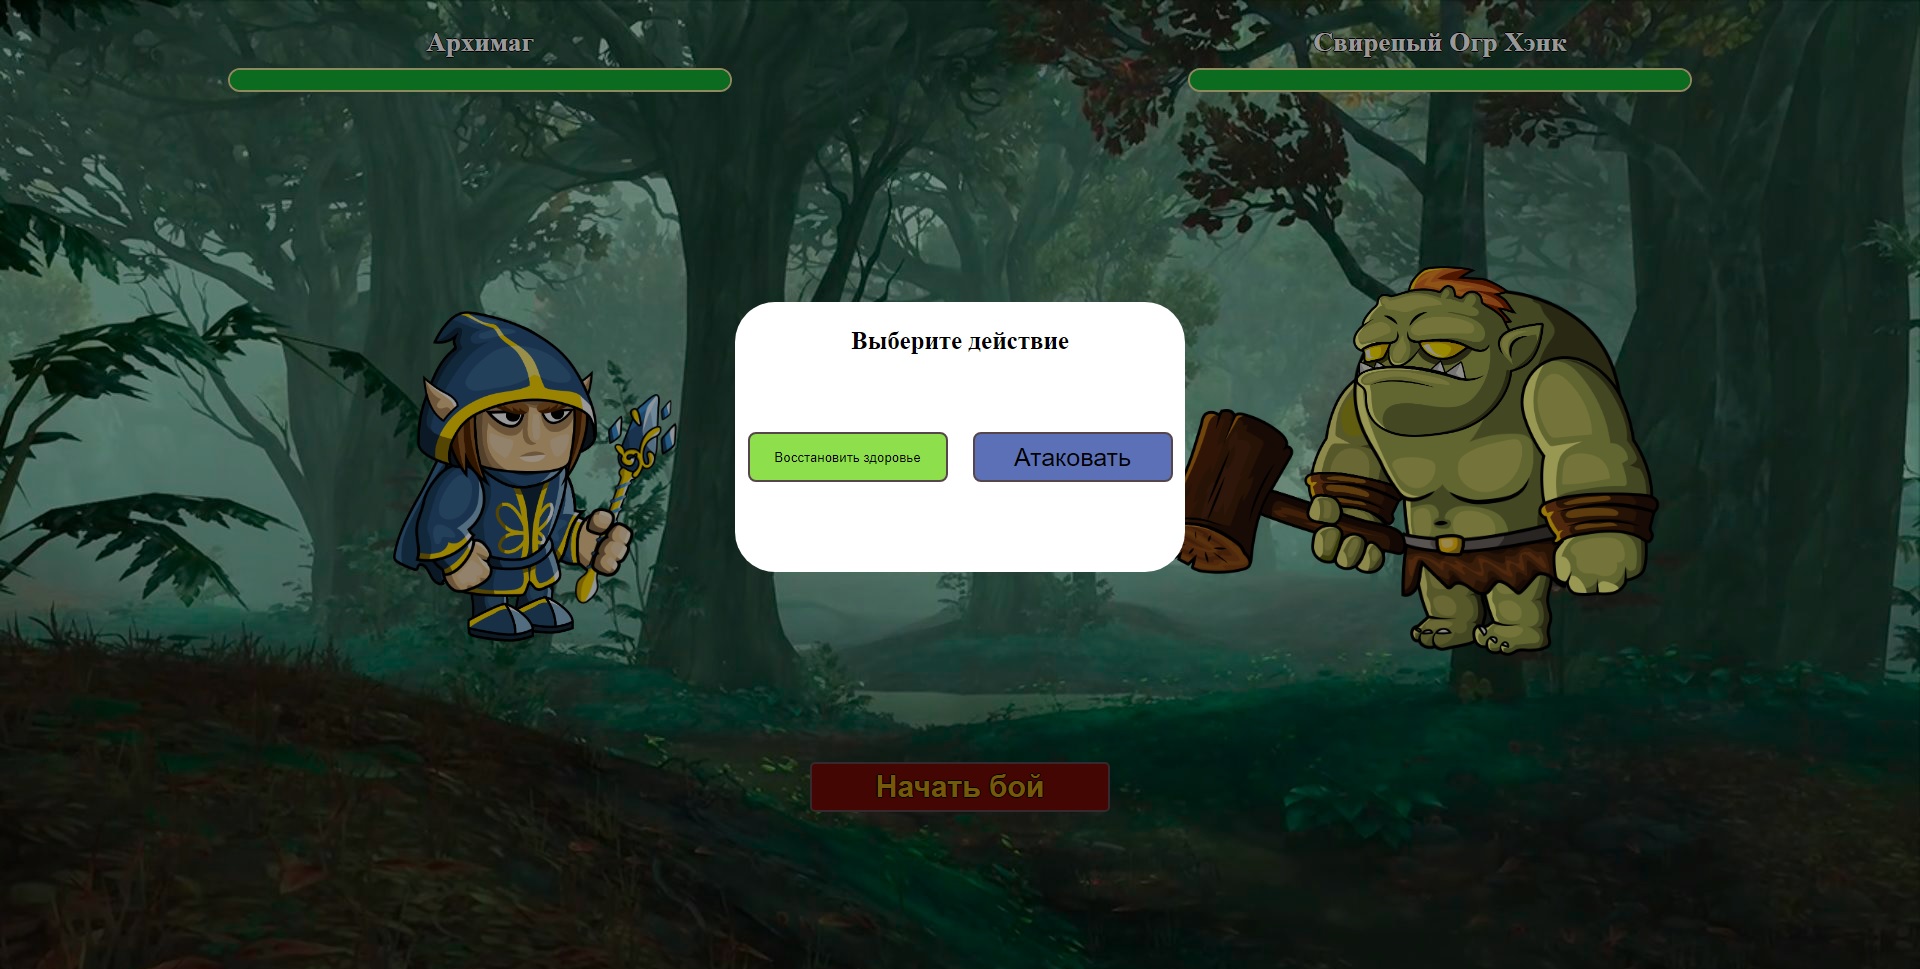 Архимаг
Свирепый Огр Хэнк
Выберите действие
Восстановить здоровье
Атаковать
Начать бой